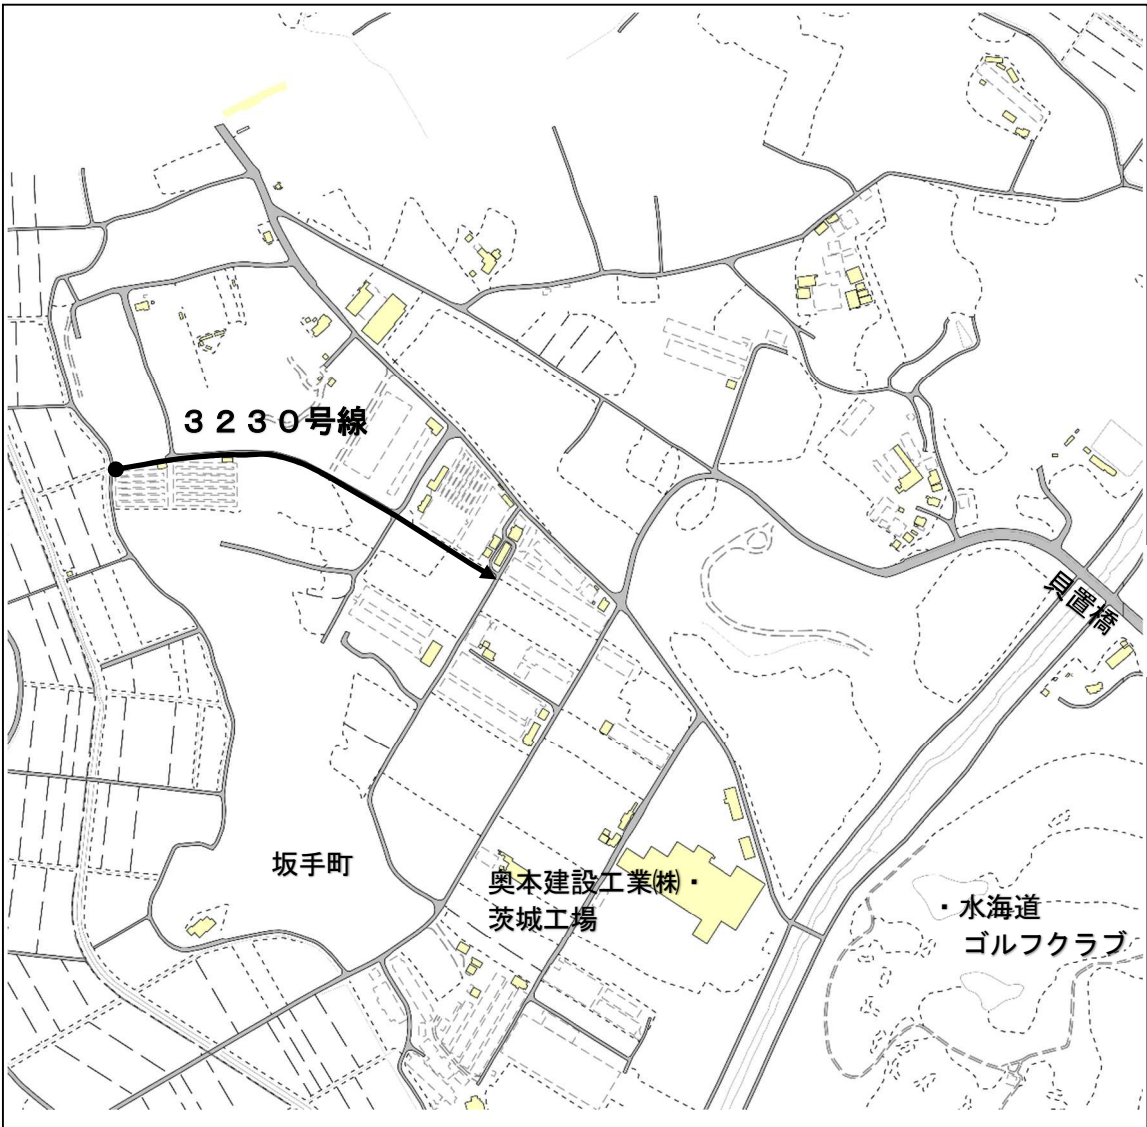 ３２３０号線
貝置橋
坂手町
奥本建設工業㈱・
茨城工場
・水海道
ゴルフクラブ